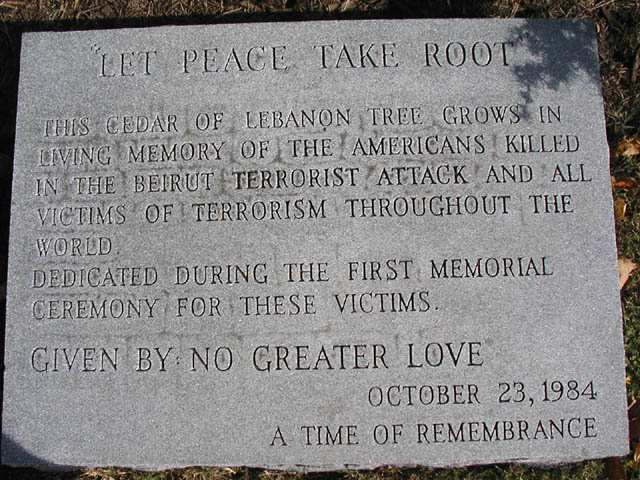 "LET PEACE TAKE ROOT"
THIS CEDAR OF LEBANON TREE GROWS IN
LIVING MEMORY OF THE AMERICANS KILLED
IN THE BEIRUT TERRORIST ATTACK AND ALL
VICTIMS OF TERRORISM THROUGHOUT THE
WORLD.
DEDICATED DURING THE FIRST MEMORIAL
CEREMONY FOR THESE VICTIMS.
GIVEN BY: NO GREATER LOVE
OCTOBER 23, 1984
A TIME OF REMEMBRANCE